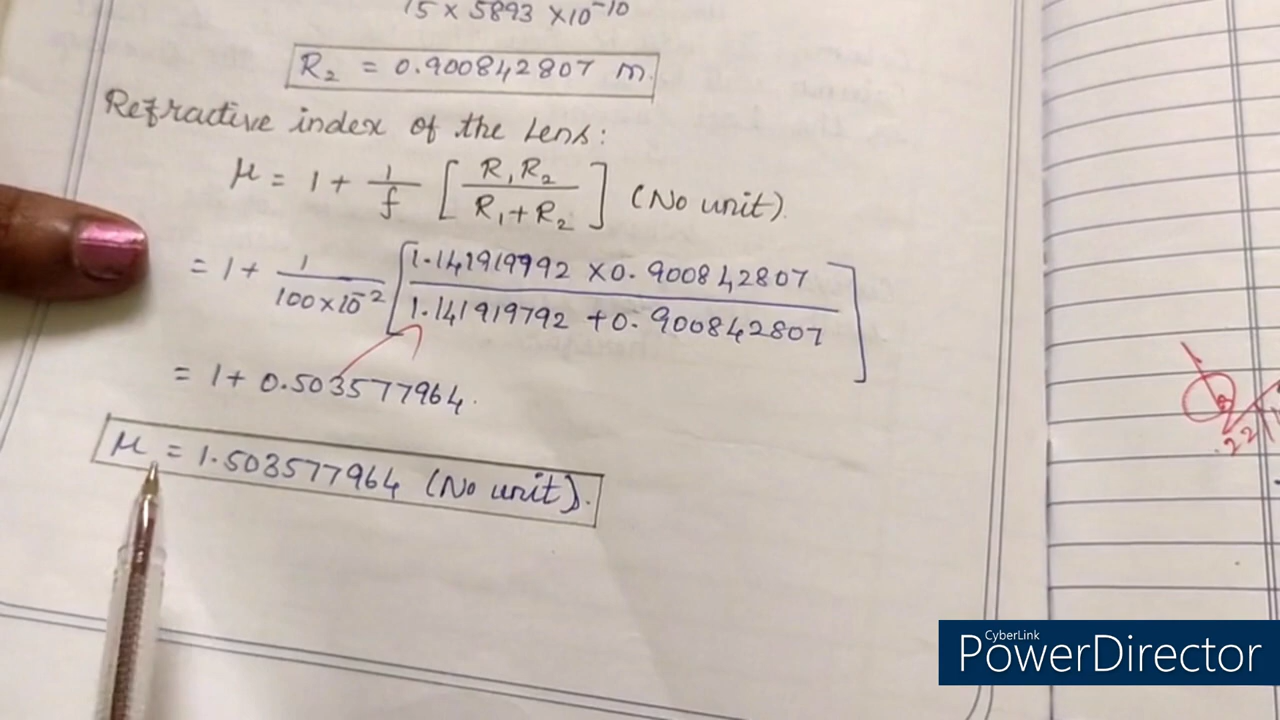 15 × 5893 × 10⁻¹⁰
R₂ = 0.900842807 m.
Refractive index of the Lens:
μ = 1 + 1/f [R₁R₂ / R₁+R₂] (No unit).
= 1 + 1/100×10⁻² [1.141919992 × 0.900842807 / 1.141919792 + 0.900842807]
= 1 + 0.503577964.
μ = 1.503577964 (No unit).
CyberLink
PowerDirector